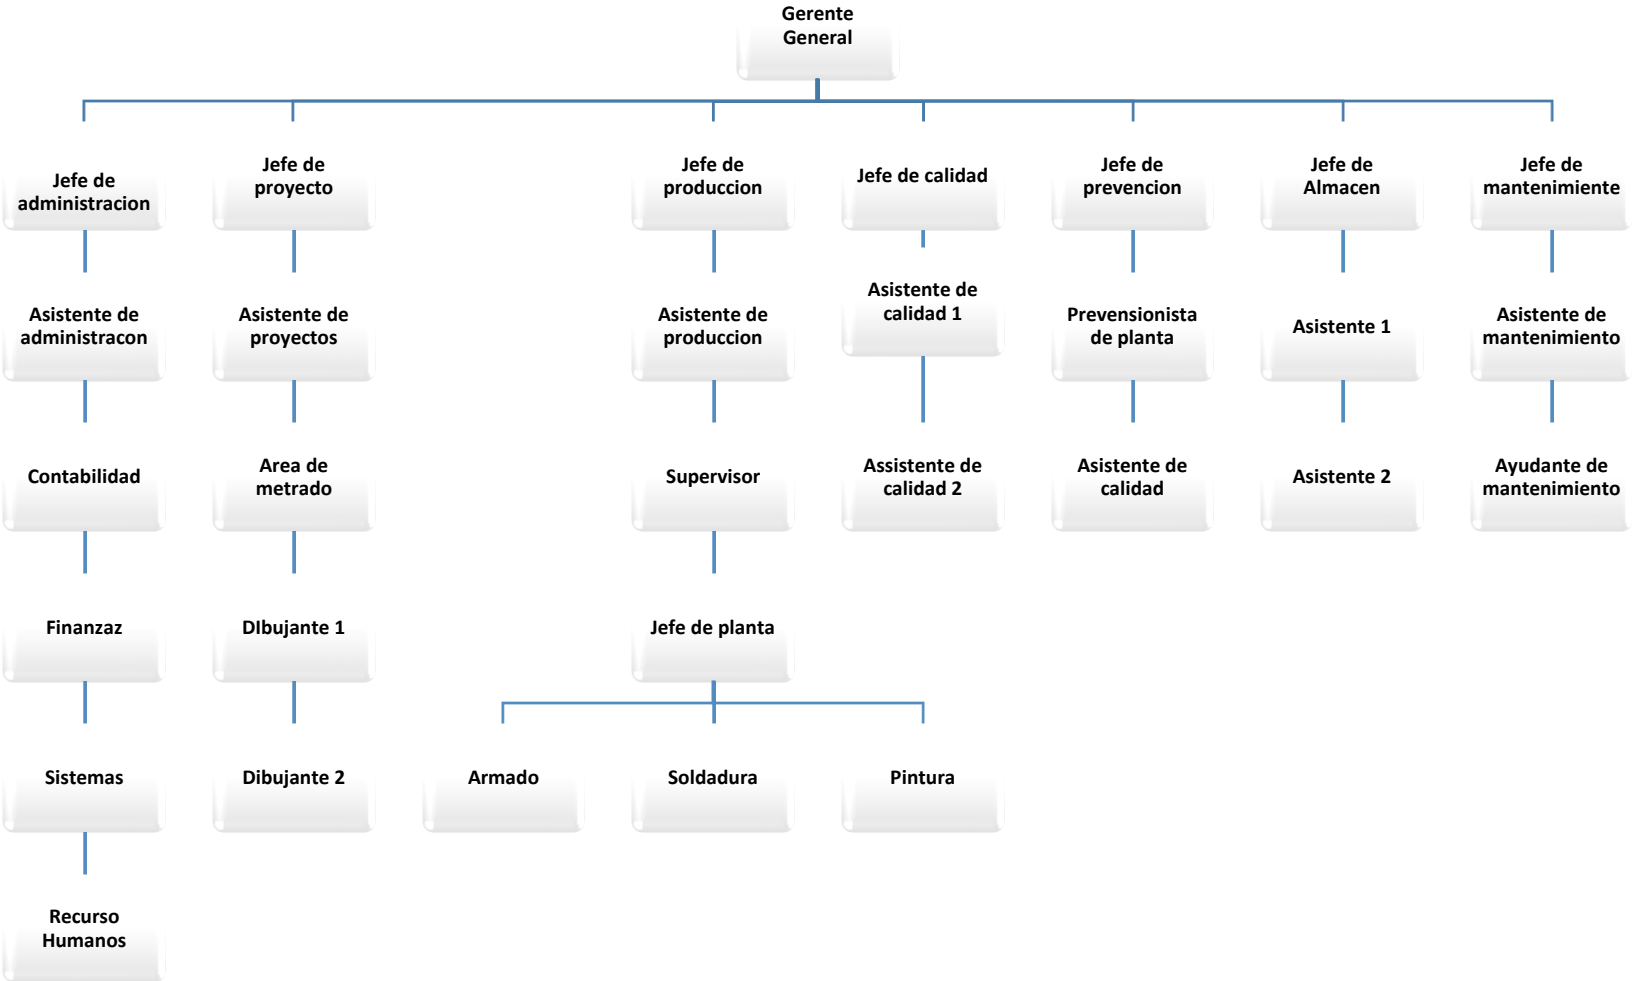 Gerente
General
Jefe de
administracion
Jefe de
proyecto
Jefe de
produccion
Jefe de calidad
Jefe de
prevencion
Jefe de
Almacen
Jefe de
mantenimiente
Asistente de
administracon
Asistente de
proyectos
Asistente de
produccion
Asistente de
calidad 1
Prevensionista
de planta
Asistente 1
Asistente de
mantenimiento
Contabilidad
Area de
metrado
Supervisor
Assistente de
calidad 2
Asistente de
calidad
Asistente 2
Ayudante de
mantenimiento
Finanzaz
DIbujante 1
Jefe de planta
Sistemas
Dibujante 2
Armado
Soldadura
Pintura
Recurso
Humanos